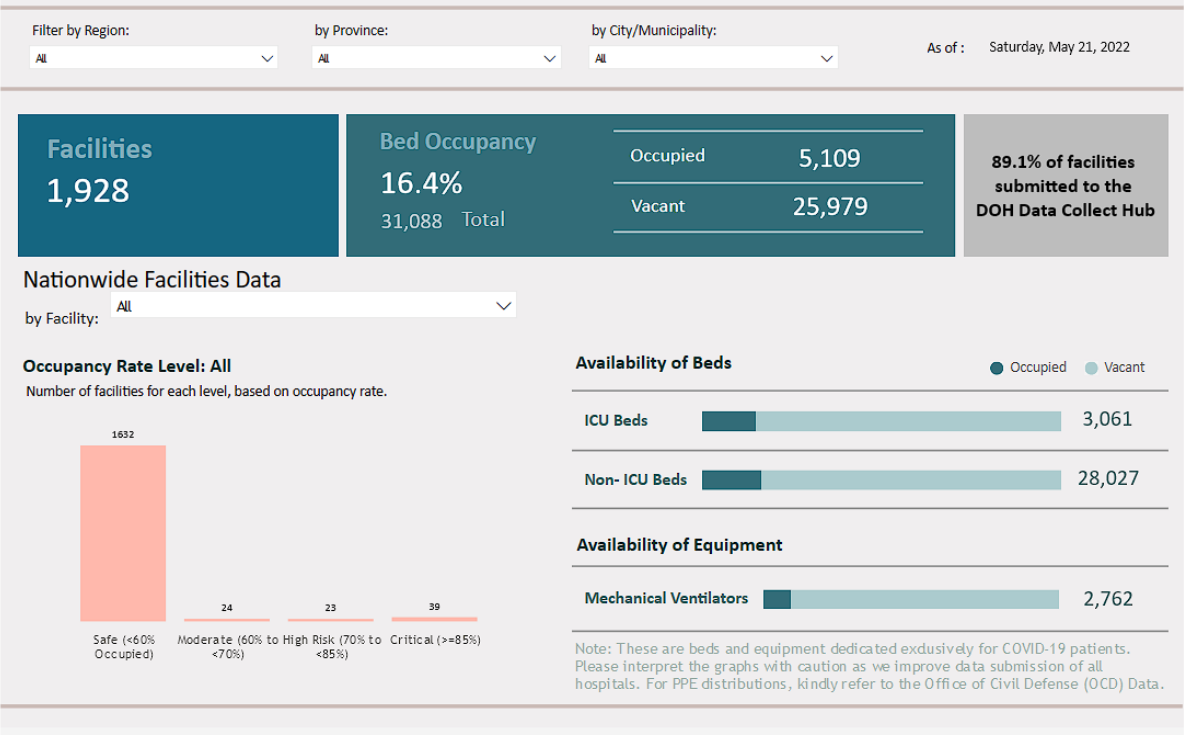 Filter by Region:
All
by Province:
All
by City/Municipality:
All
As of :
Saturday, May 21, 2022
Facilities
1,928
Bed Occupancy
16.4%
31,088 Total
Occupied
5,109
Vacant
25,979
89.1% of facilities
submitted to the
DOH Data Collect Hub
Nationwide Facilities Data
by Facility:
All
Occupancy Rate Level: All
Number of facilities for each level, based on occupancy rate.
1632
24
23
39
Safe (<60%
Occupied)
Moderate (60% to
<70%)
High Risk (70% to
<85%)
Critical (>=85%)
Availability of Beds
Occupied
Vacant
ICU Beds
3,061
Non- ICU Beds
28,027
Availability of Equipment
Mechanical Ventilators
2,762
Note: These are beds and equipment dedicated exclusively for COVID-19 patients.
Please interpret the graphs with caution as we improve data submission of all
hospitals. For PPE distributions, kindly refer to the Office of Civil Defense (OCD) Data.